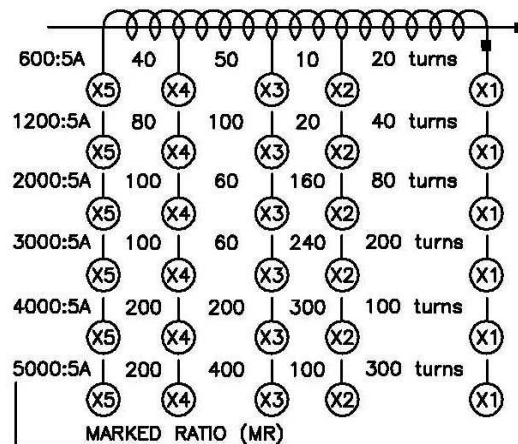 600:5A 40 50 10 20 turns
X5 X4 X3 X2 X1
1200:5A 80 100 20 40 turns
X5 X4 X3 X2 X1
2000:5A 100 60 160 80 turns
X5 X4 X3 X2 X1
3000:5A 100 60 240 200 turns
X5 X4 X3 X2 X1
4000:5A 200 200 300 100 turns
X5 X4 X3 X2 X1
5000:5A 200 400 100 300 turns
X5 X4 X3 X2 X1
MARKED RATIO (MR)